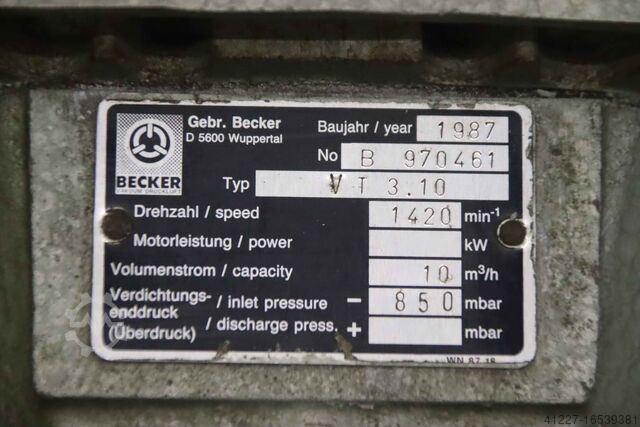 Gebr. Becker
D 5600 Wuppertal
BECKER
VAKUUM DRUCKLUFT
Baujahr / year 1987
No B 970461
Typ VT 3.10
Drehzahl / speed 1420 min-¹
Motorleistung / power kW
Volumenstrom / capacity 10 m³/h
Verdichtungs-
enddruck
(Überdruck)
/ inlet pressure − 850 mbar
/ discharge press. + mbar
WN 87 18
41227-16539381